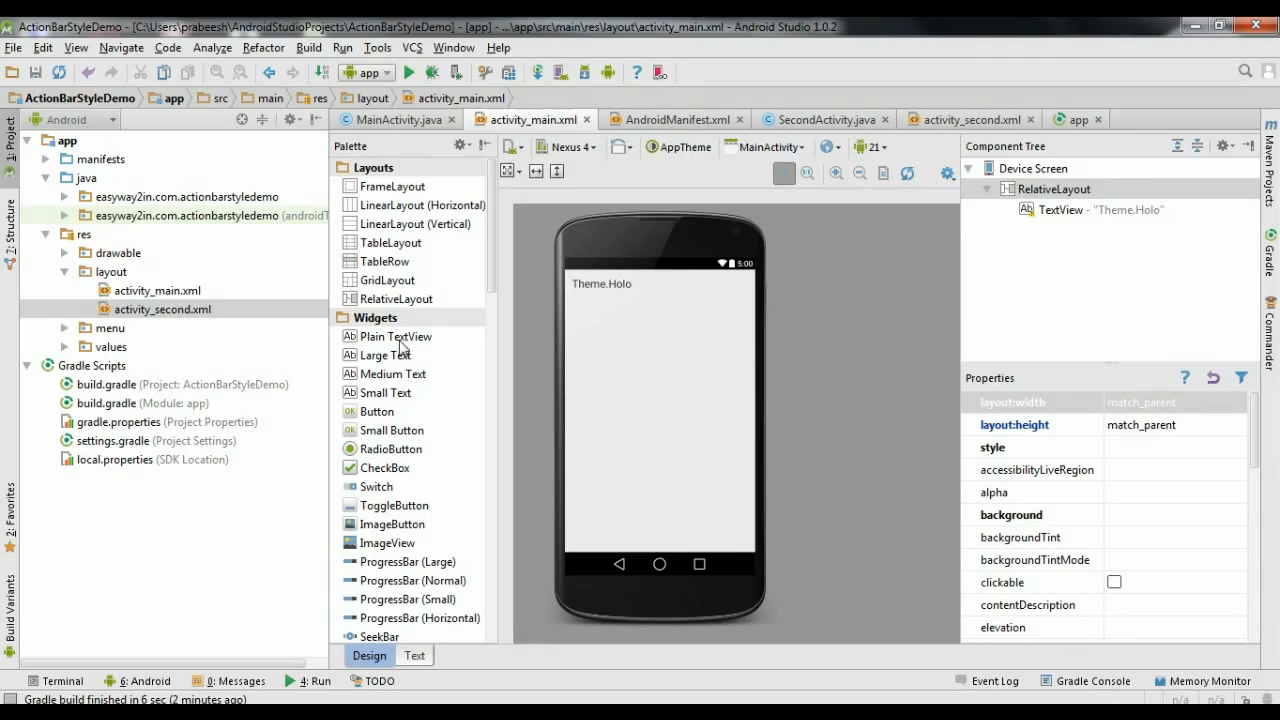 ActionBarStyleDemo - [C:\Users\prabeesh\AndroidStudioProjects\ActionBarStyleDemo] - [app] - ...\app\src\main\res\layout\activity_main.xml - Android Studio 1.0.2
File Edit View Navigate Code Analyze Refactor Build Run Tools VCS Window Help
app
ActionBarStyleDemo app src main res layout activity_main.xml
Android
MainActivity.java activity_main.xml AndroidManifest.xml SecondActivity.java activity_second.xml app
1: Project
7: Structure
2: Favorites
Build Variants
app
manifests
java
easyway2in.com.actionbarstyledemo
easyway2in.com.actionbarstyledemo (androidT
res
drawable
layout
activity_main.xml
activity_second.xml
menu
values
Gradle Scripts
build.gradle (Project: ActionBarStyleDemo)
build.gradle (Module: app)
gradle.properties (Project Properties)
settings.gradle (Project Settings)
local.properties (SDK Location)
Palette
Layouts
FrameLayout
LinearLayout (Horizontal)
LinearLayout (Vertical)
TableLayout
TableRow
GridLayout
RelativeLayout
Widgets
Plain TextView
Large Text
Medium Text
Small Text
Button
Small Button
RadioButton
CheckBox
Switch
ToggleButton
ImageButton
ImageView
ProgressBar (Large)
ProgressBar (Normal)
ProgressBar (Small)
ProgressBar (Horizontal)
SeekBar
Design Text
Nexus 4 AppTheme MainActivity 21
5:00
Theme.Holo
Component Tree
Device Screen
RelativeLayout
TextView - "Theme.Holo"
Properties
layout:width match_parent
layout:height match_parent
style
accessibilityLiveRegion
alpha
background
backgroundTint
backgroundTintMode
clickable
contentDescription
elevation
Maven Projects
Gradle
Commander
Terminal 6: Android 0: Messages 4: Run TODO Event Log Gradle Console Memory Monitor
Gradle build finished in 6 sec (2 minutes ago) n/a n/a